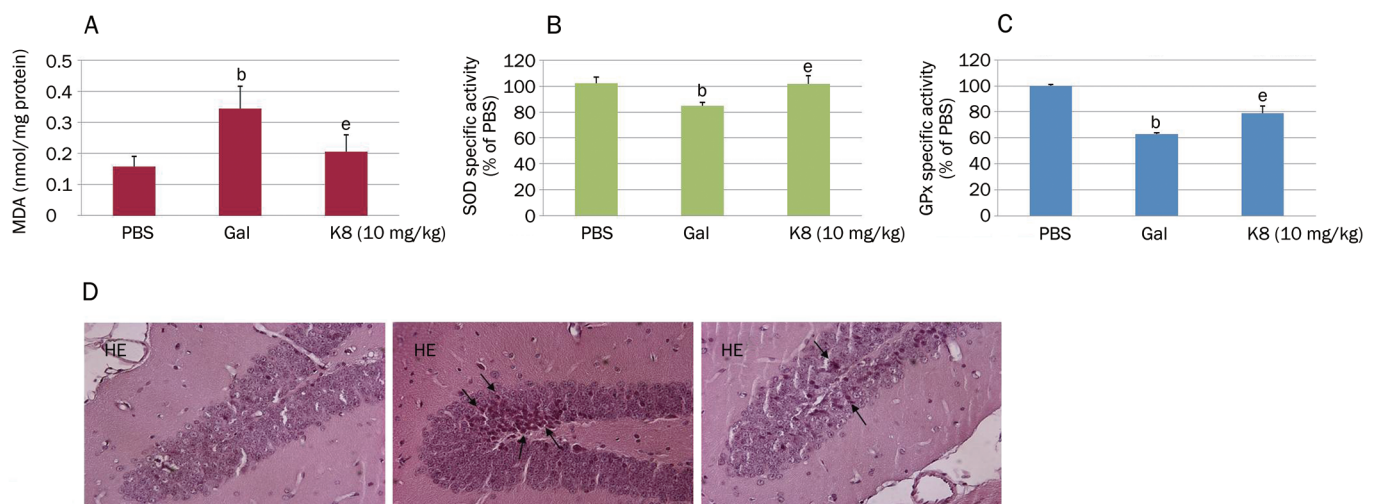 A
MDA (nmol/mg protein)
0.5
0.4
0.3
0.2
0.1
0
b
e
PBS
Gal
K8 (10 mg/kg)
B
SOD specific activity
(% of PBS)
120
100
80
60
40
20
0
b
e
PBS
Gal
K8 (10 mg/kg)
C
GPx specific activity
(% of PBS)
120
100
80
60
40
20
0
b
e
PBS
Gal
K8 (10 mg/kg)
D
HE
HE
HE